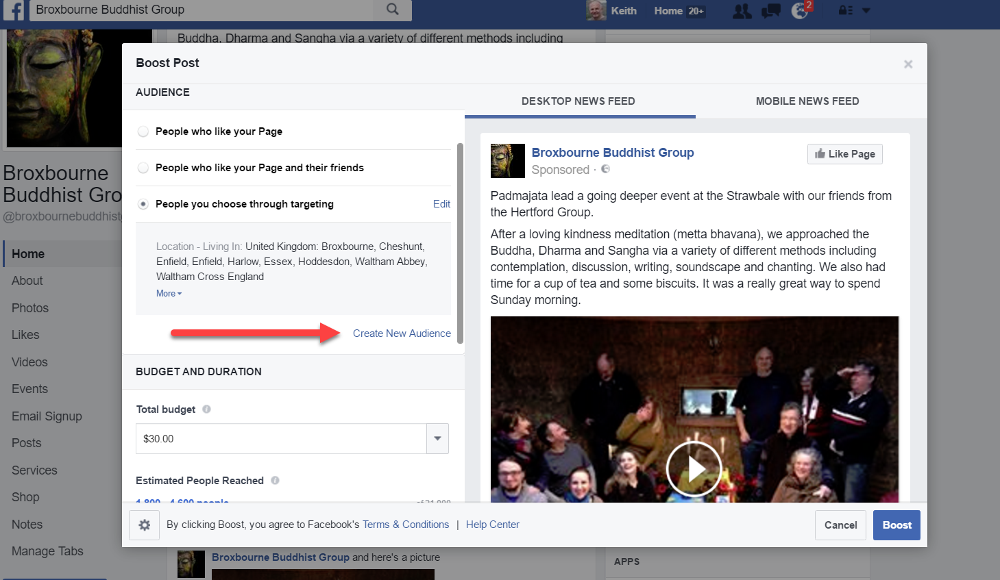 Broxbourne Buddhist Group
Keith
Home 20+
2
Buddha, Dharma and Sangha via a variety of different methods including
Broxbourne
Buddhist Gro
@broxbournebuddhist
Home
About
Photos
Likes
Videos
Events
Email Signup
Posts
Services
Shop
Notes
Manage Tabs
Boost Post
×
AUDIENCE
People who like your Page
People who like your Page and their friends
People you choose through targeting
Edit
Location - Living In: United Kingdom: Broxbourne, Cheshunt,
Enfield, Enfield, Harlow, Essex, Hoddesdon, Waltham Abbey,
Waltham Cross England
More
Create New Audience
BUDGET AND DURATION
Total budget
$30.00
Estimated People Reached
1,800 - 4,600 people
DESKTOP NEWS FEED
MOBILE NEWS FEED
Broxbourne Buddhist Group
Sponsored ·
Like Page
Padmajata lead a going deeper event at the Strawbale with our friends from
the Hertford Group.
After a loving kindness meditation (metta bhavana), we approached the
Buddha, Dharma and Sangha via a variety of different methods including
contemplation, discussion, writing, soundscape and chanting. We also had
time for a cup of tea and some biscuits. It was a really great way to spend
Sunday morning.
By clicking Boost, you agree to Facebook's Terms & Conditions | Help Center
Cancel
Boost
Broxbourne Buddhist Group and here's a picture
APPS